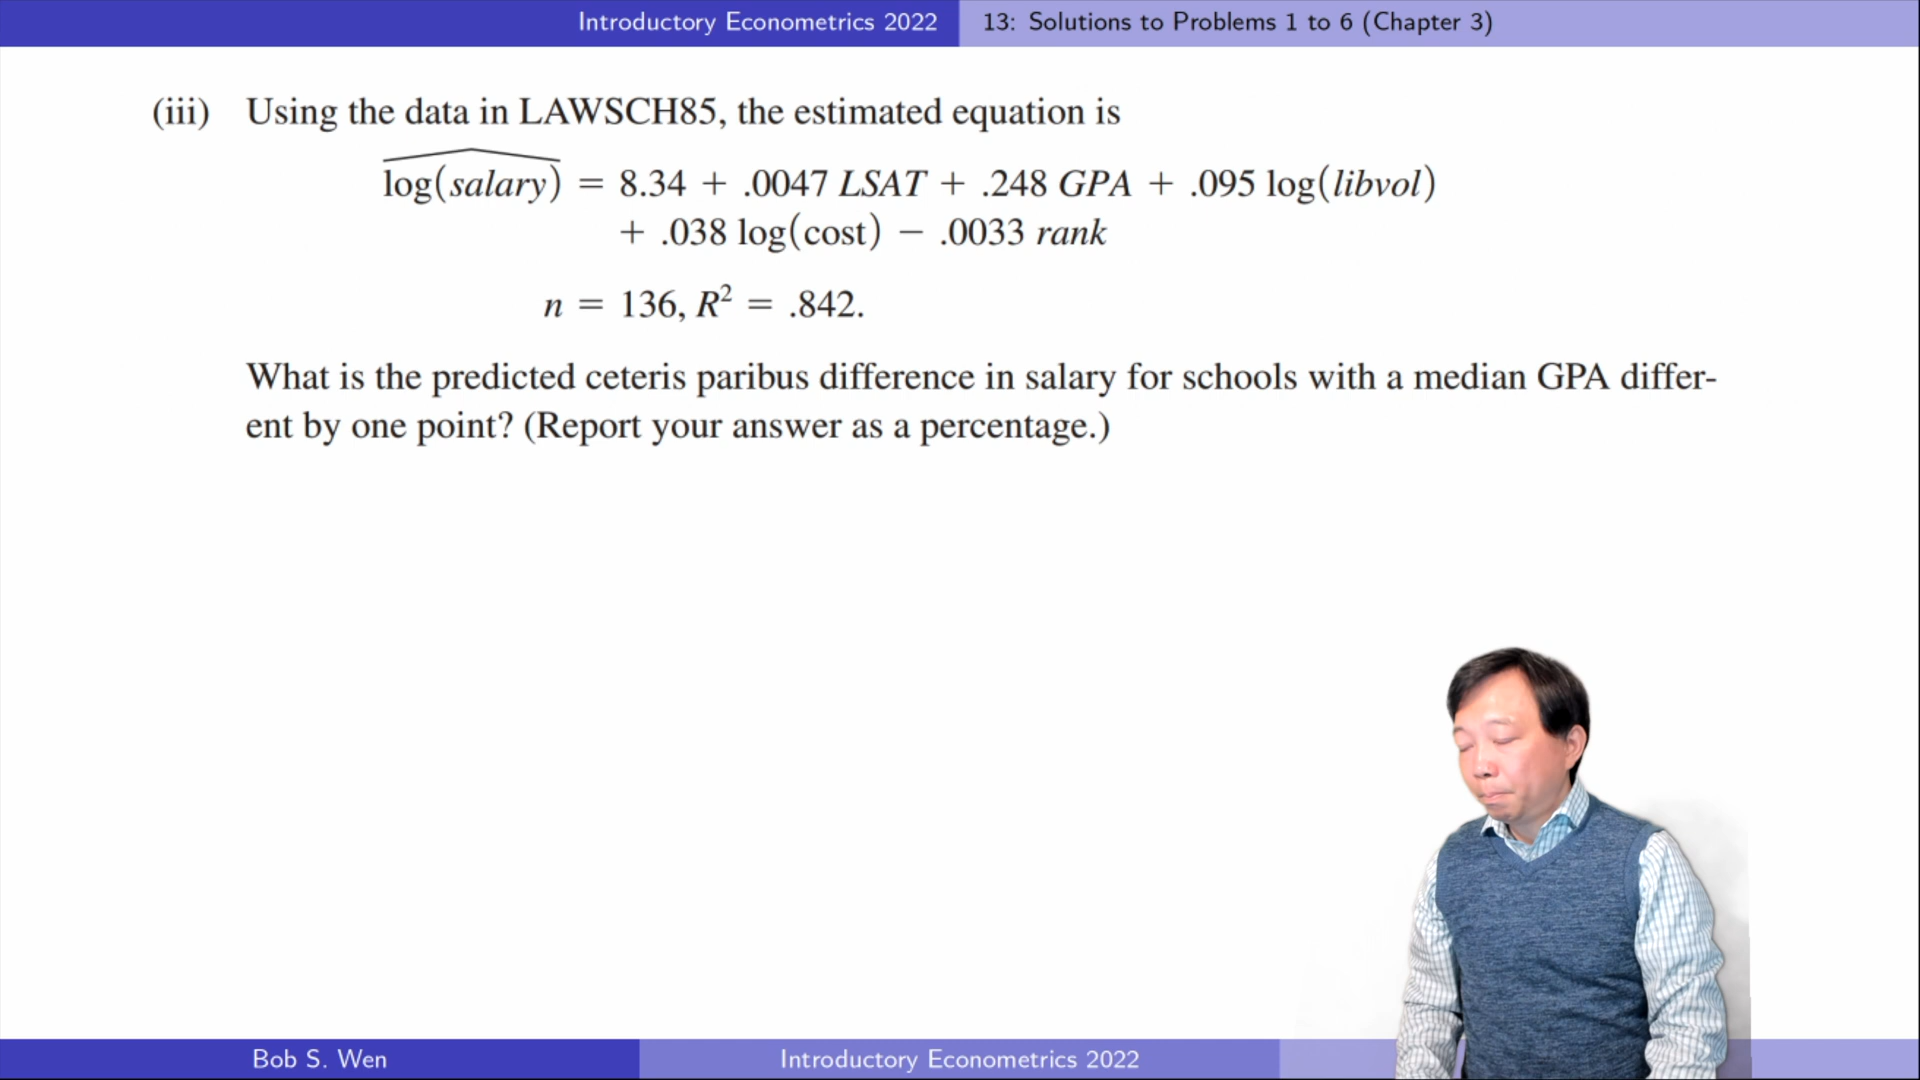 Introductory Econometrics 2022 13: Solutions to Problems 1 to 6 (Chapter 3)
(iii) Using the data in LAWSCH85, the estimated equation is
log(salary) = 8.34 + .0047 LSAT + .248 GPA + .095 log(libvol)
+ .038 log(cost) − .0033 rank
n = 136, R² = .842.
What is the predicted ceteris paribus difference in salary for schools with a median GPA differ-
ent by one point? (Report your answer as a percentage.)
Bob S. Wen Introductory Econometrics 2022